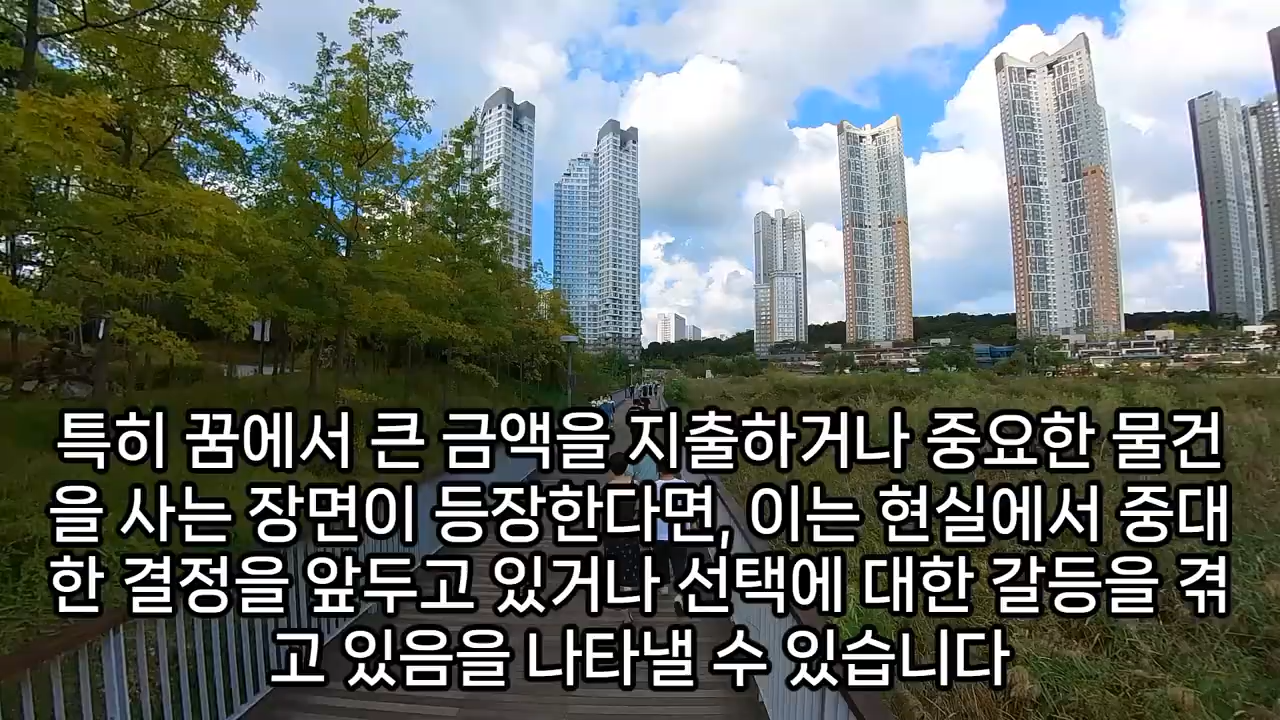 특히 꿈에서 큰 금액을 지출하거나 중요한 물건
을 사는 장면이 등장한다면, 이는 현실에서 중대
한 결정을 앞두고 있거나 선택에 대한 갈등을 겪
고 있음을 나타낼 수 있습니다